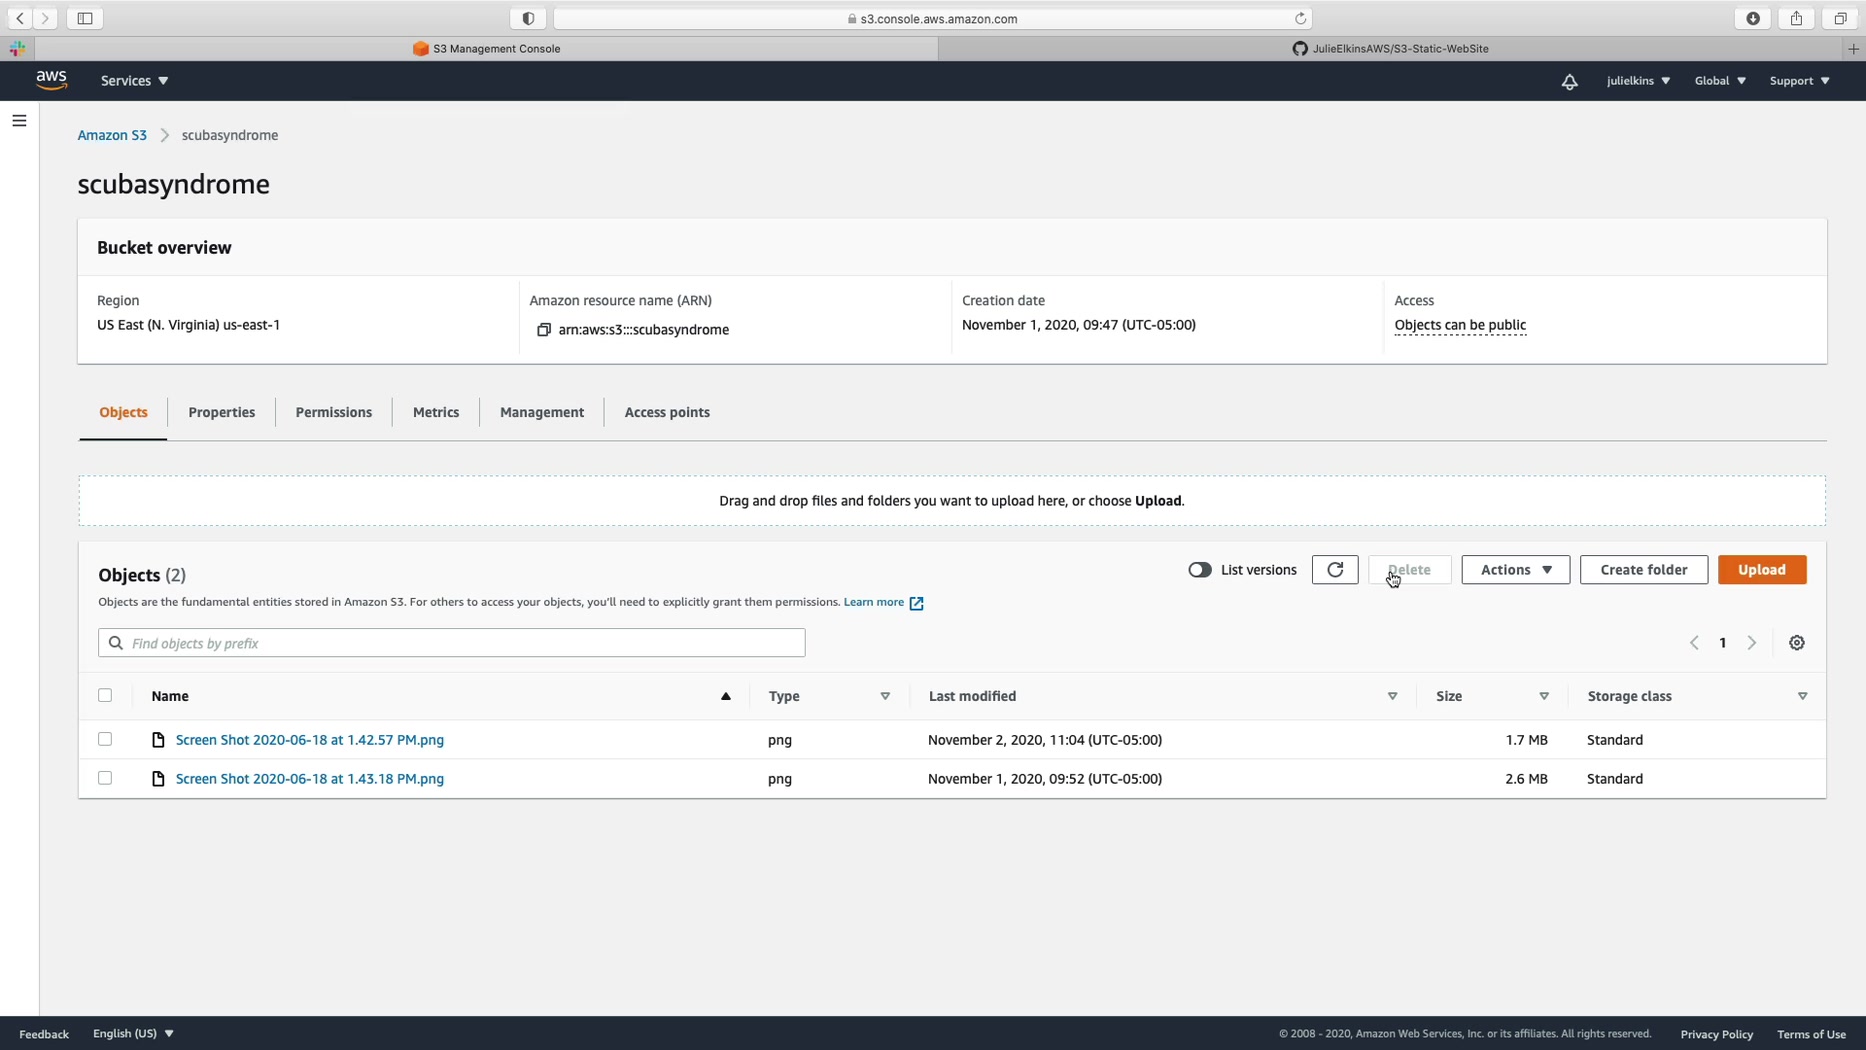 s3.console.aws.amazon.com
S3 Management Console
JulieElkinsAWS/S3-Static-WebSite
aws
Services
julielkins
Global
Support
Amazon S3
scubasyndrome
scubasyndrome
Bucket overview
Region
US East (N. Virginia) us-east-1
Amazon resource name (ARN)
arn:aws:s3:::scubasyndrome
Creation date
November 1, 2020, 09:47 (UTC-05:00)
Access
Objects can be public
Objects
Properties
Permissions
Metrics
Management
Access points
Drag and drop files and folders you want to upload here, or choose Upload.
Objects (2)
List versions
Delete
Actions
Create folder
Upload
Objects are the fundamental entities stored in Amazon S3. For others to access your objects, you'll need to explicitly grant them permissions. Learn more
Find objects by prefix
1
Name
Type
Last modified
Size
Storage class
Screen Shot 2020-06-18 at 1.42.57 PM.png
png
November 2, 2020, 11:04 (UTC-05:00)
1.7 MB
Standard
Screen Shot 2020-06-18 at 1.43.18 PM.png
png
November 1, 2020, 09:52 (UTC-05:00)
2.6 MB
Standard
Feedback
English (US)
© 2008 - 2020, Amazon Web Services, Inc. or its affiliates. All rights reserved.
Privacy Policy
Terms of Use